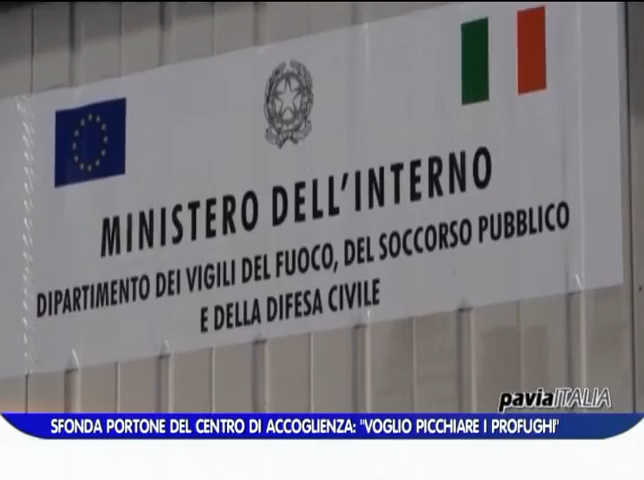 MINISTERO DELL'INTERNO
DIPARTIMENTO DEI VIGILI DEL FUOCO, DEL SOCCORSO PUBBLICO
E DELLA DIFESA CIVILE
paviaITALIA
SFONDA PORTONE DEL CENTRO DI ACCOGLIENZA: "VOGLIO PICCHIARE I PROFUGHI"